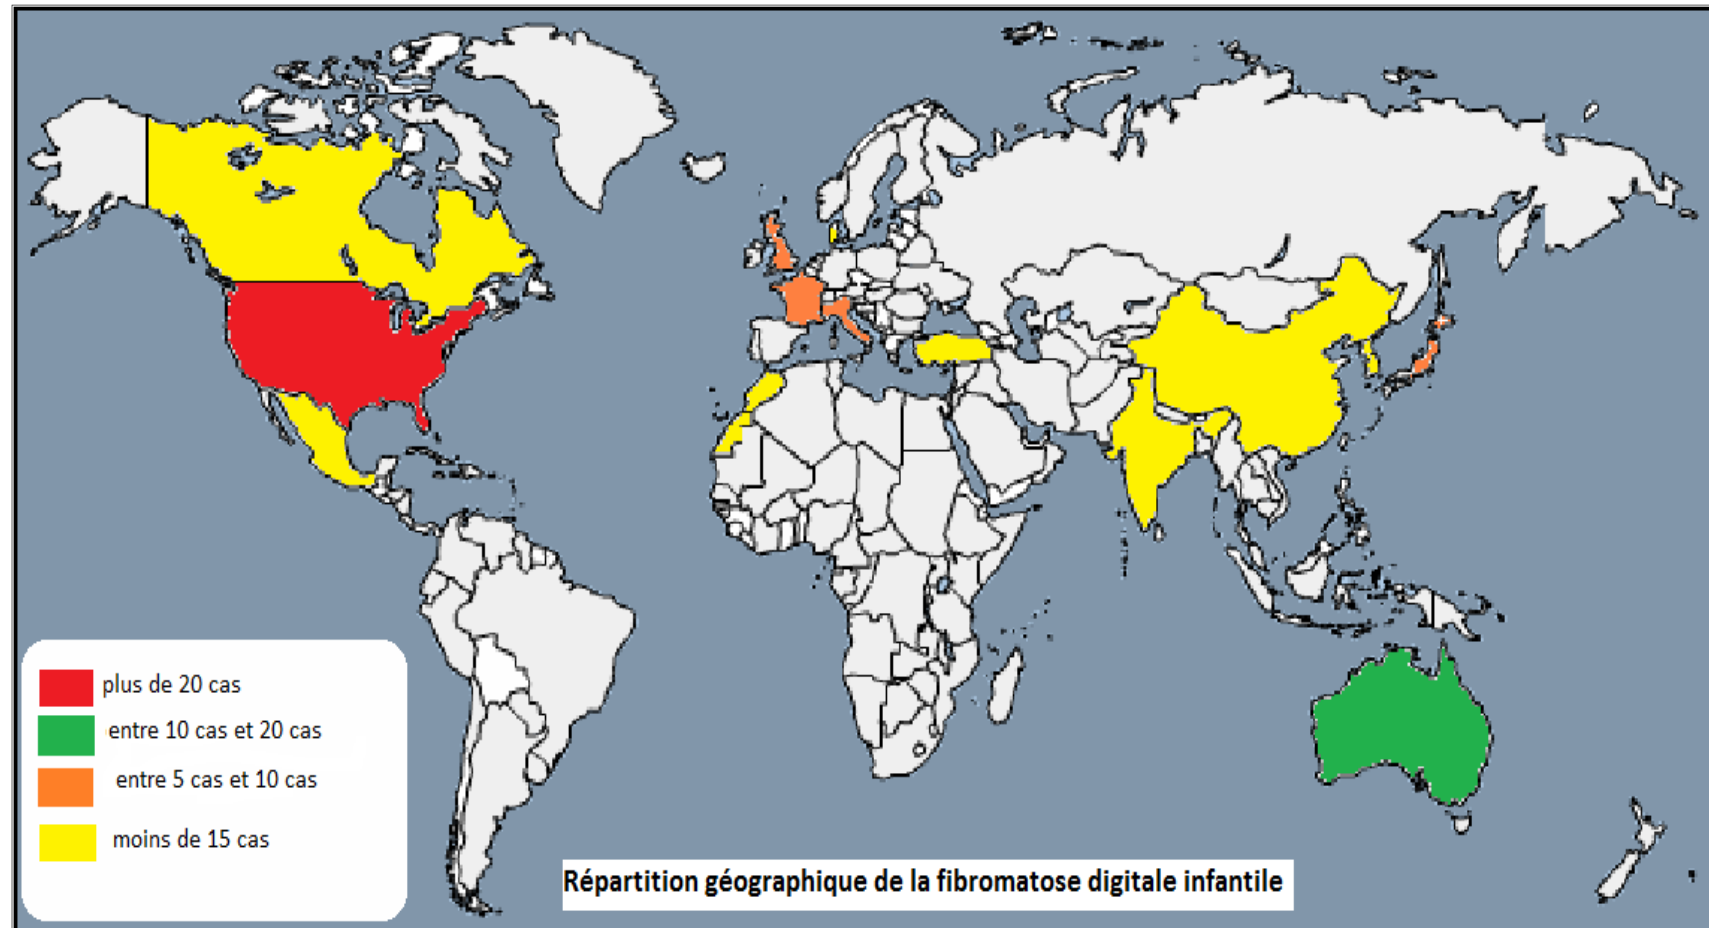 plus de 20 cas
entre 10 cas et 20 cas
entre 5 cas et 10 cas
moins de 15 cas
Répartition géographique de la fibromatose digitale infantile